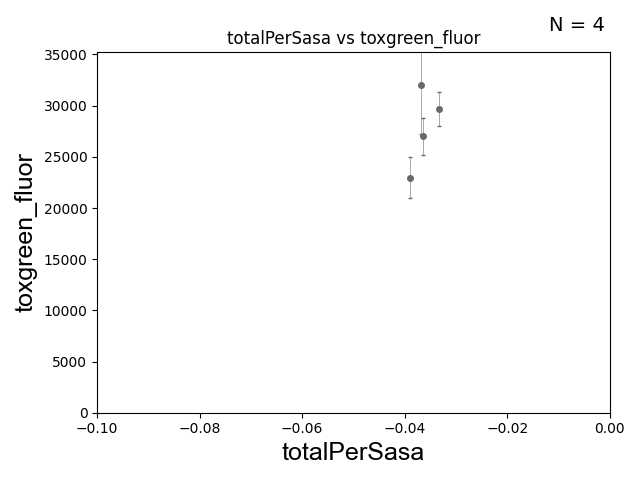 N = 4
totalPerSasa vs toxgreen_fluor
35000
30000
25000
20000
15000
10000
5000
0
toxgreen_fluor
−0.10 −0.08 −0.06 −0.04 −0.02 0.00
totalPerSasa